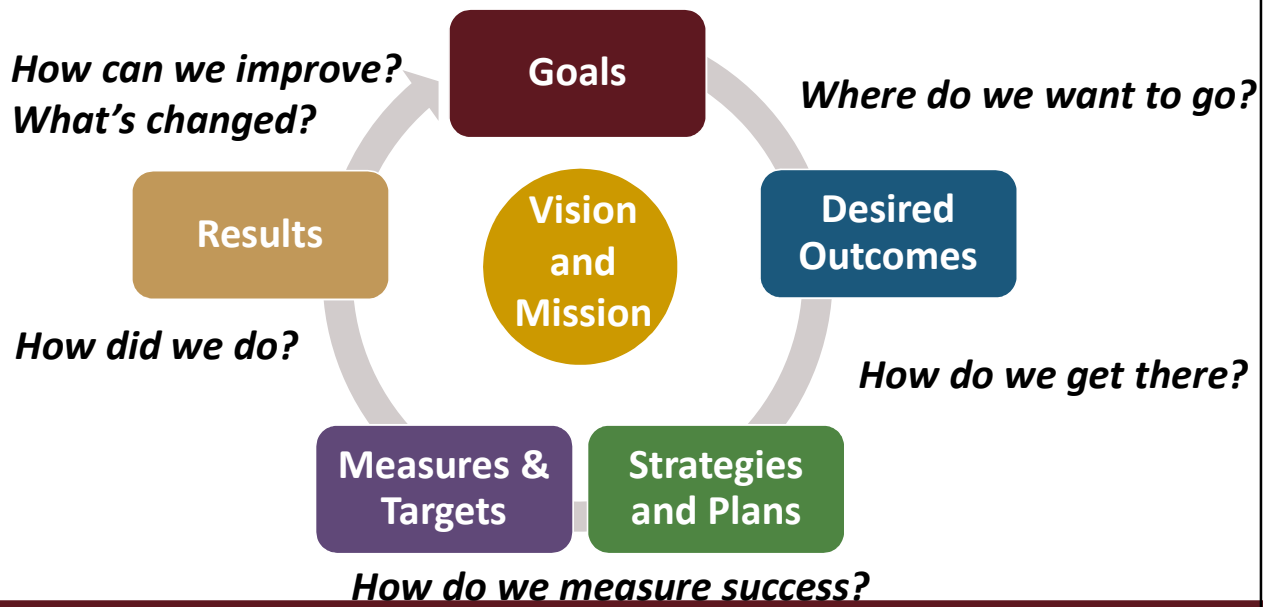 Goals
How can we improve?
What's changed?
Where do we want to go?
Results
Vision
and
Mission
Desired
Outcomes
How did we do?
How do we get there?
Measures &
Targets
Strategies
and Plans
How do we measure success?